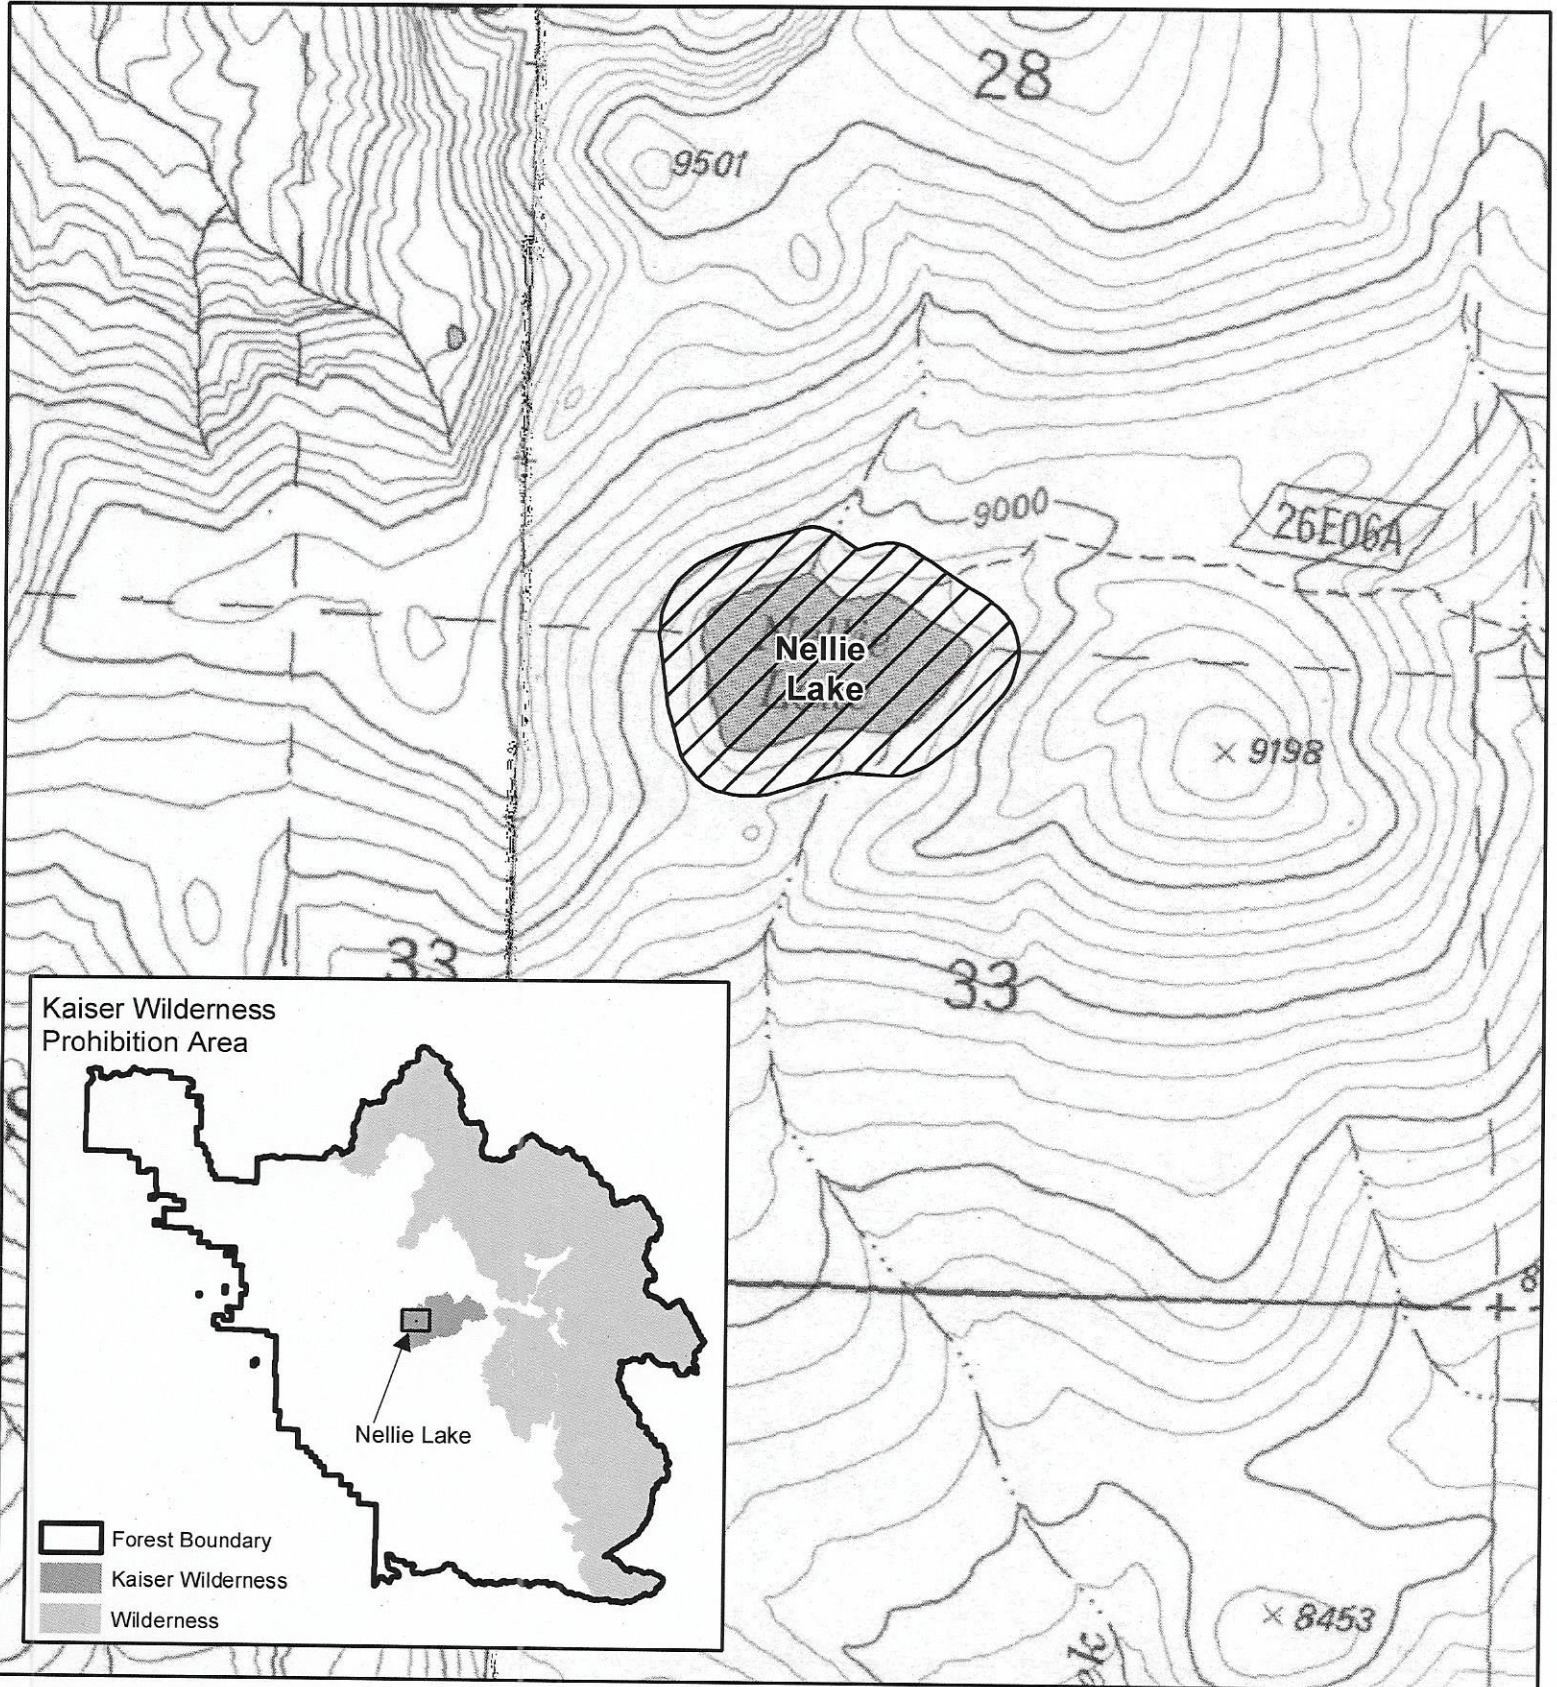 28
9501
9000
26E06A
Nellie
Lake
9198
33
33
Kaiser Wilderness
Prohibition Area
Nellie Lake
Forest Boundary
Kaiser Wilderness
Wilderness
8453